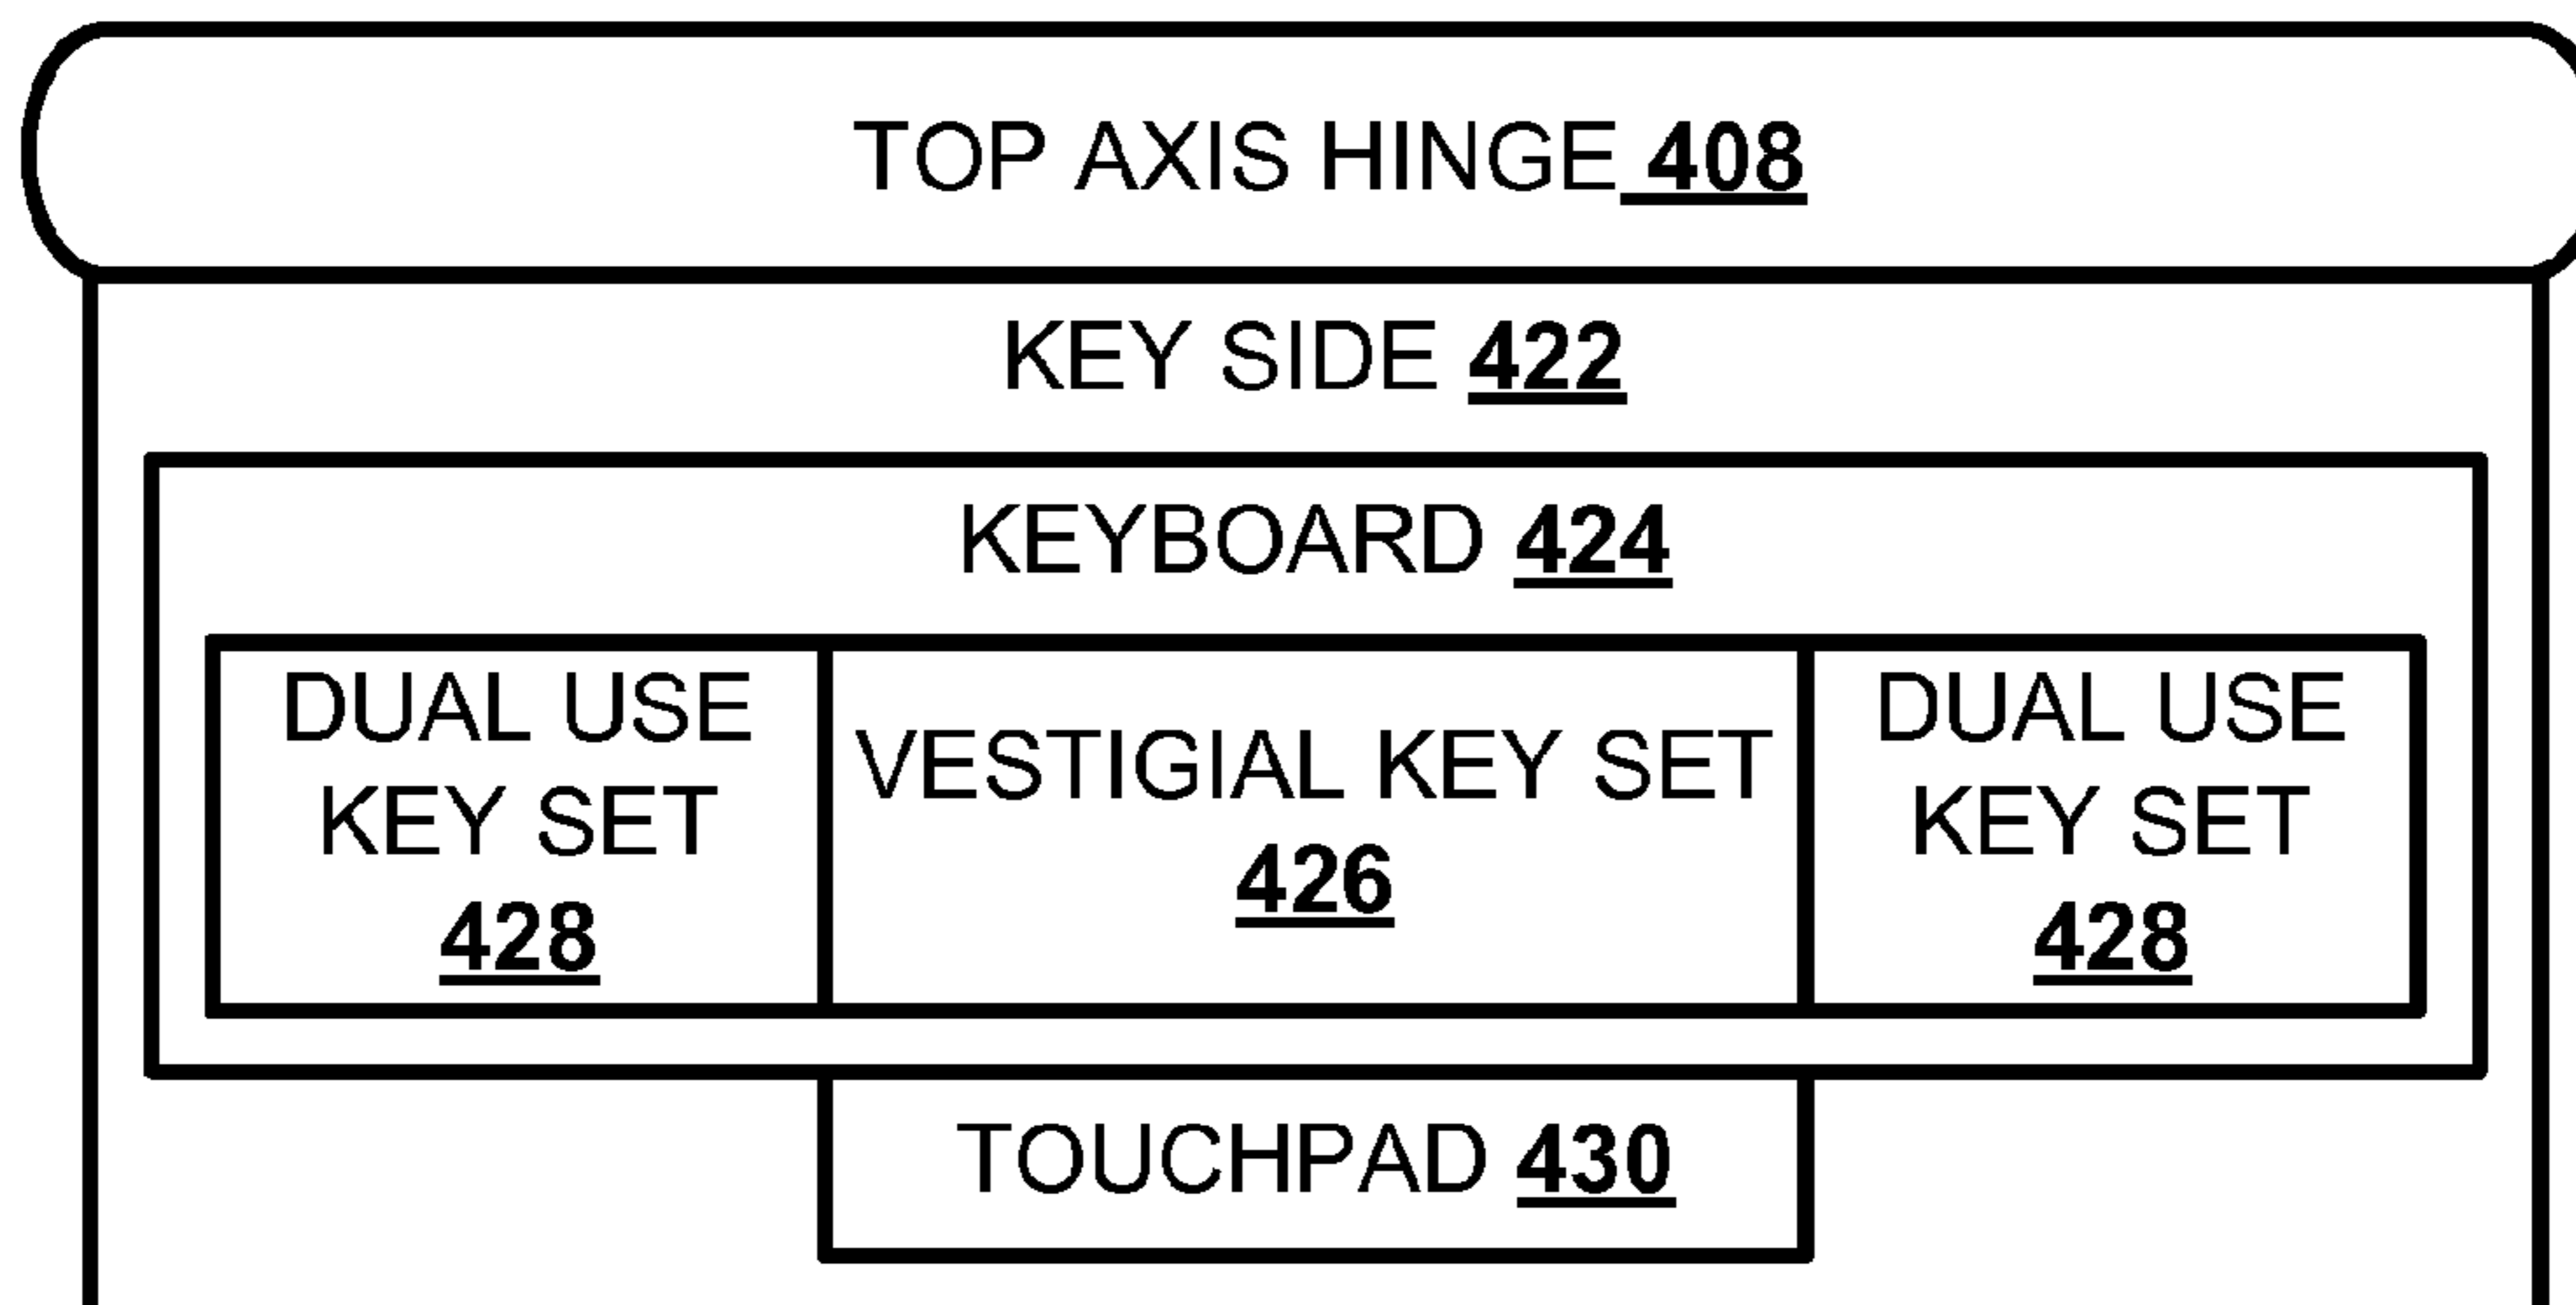 TOP AXIS HINGE 408
KEY SIDE 422
KEYBOARD 424
DUAL USE
KEY SET
428
VESTIGIAL KEY SET
426
DUAL USE
KEY SET
428
TOUCHPAD 430